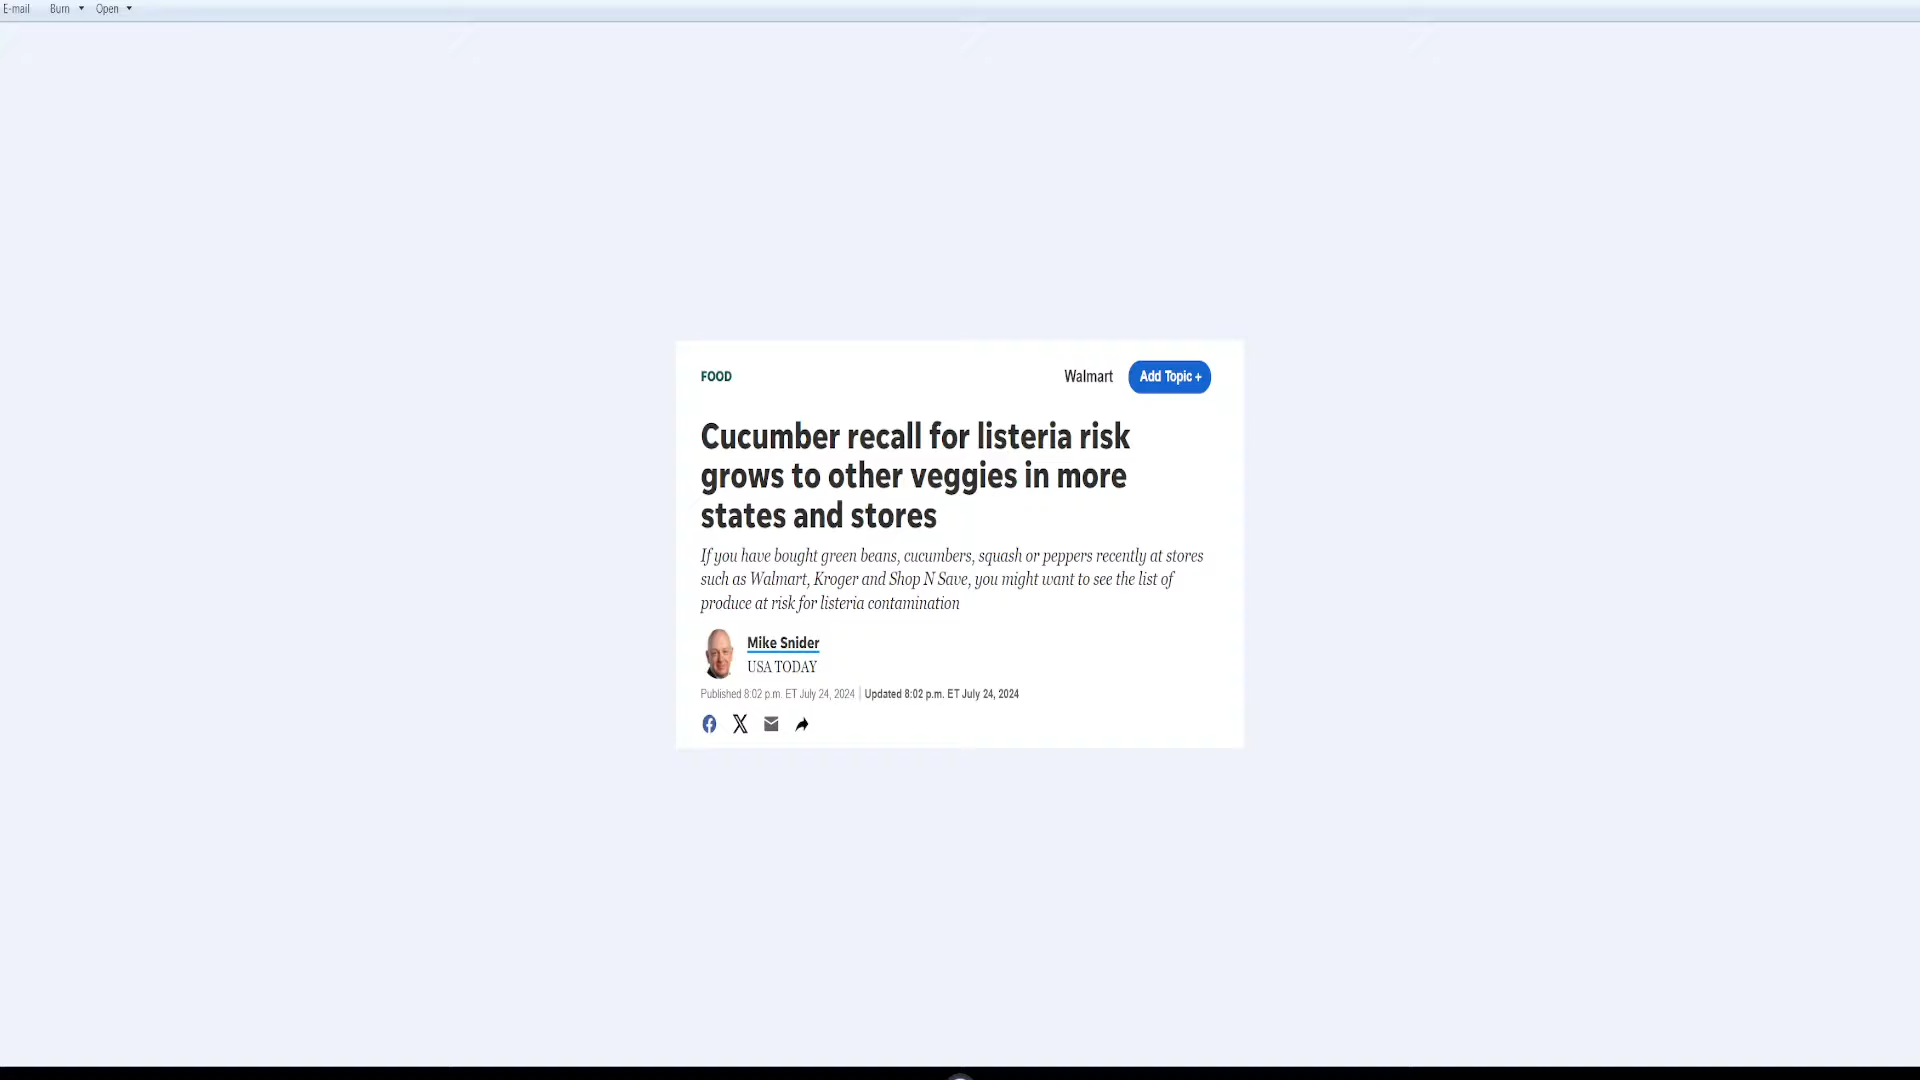 E-mail Burn Open
FOOD Walmart Add Topic +
Cucumber recall for listeria risk
grows to other veggies in more
states and stores
If you have bought green beans, cucumbers, squash or peppers recently at stores
such as Walmart, Kroger and Shop N Save, you might want to see the list of
produce at risk for listeria contamination
Mike Snider
USA TODAY
Published 8:02 p.m. ET July 24, 2024 | Updated 8:02 p.m. ET July 24, 2024